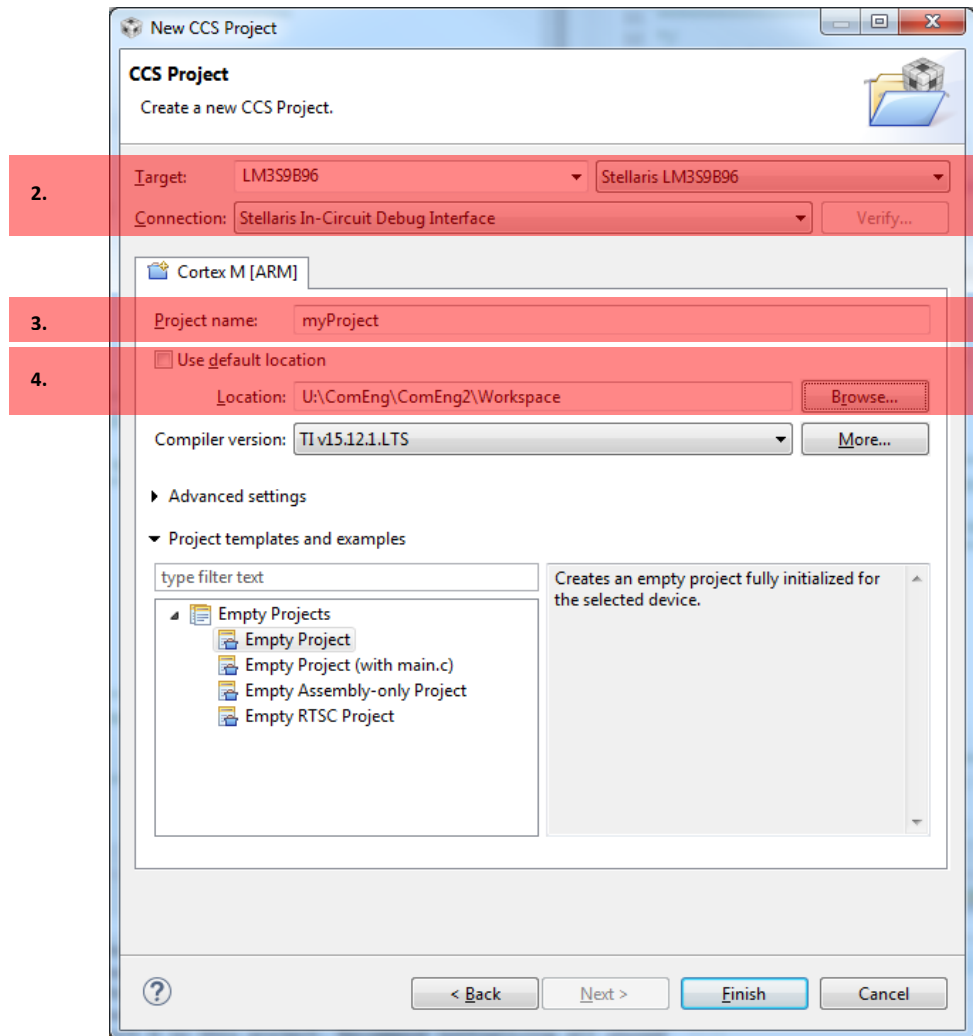 New CCS Project
CCS Project
Create a new CCS Project.
2.
Target: LM3S9B96 Stellaris LM3S9B96
Connection: Stellaris In-Circuit Debug Interface Verify...
Cortex M [ARM]
3.
Project name: myProject
4.
Use default location
Location: U:\ComEng\ComEng2\Workspace Browse...
Compiler version: TI v15.12.1.LTS More...
Advanced settings
Project templates and examples
type filter text
Empty Projects
Empty Project
Empty Project (with main.c)
Empty Assembly-only Project
Empty RTSC Project
Creates an empty project fully initialized for
the selected device.
? < Back Next > Finish Cancel